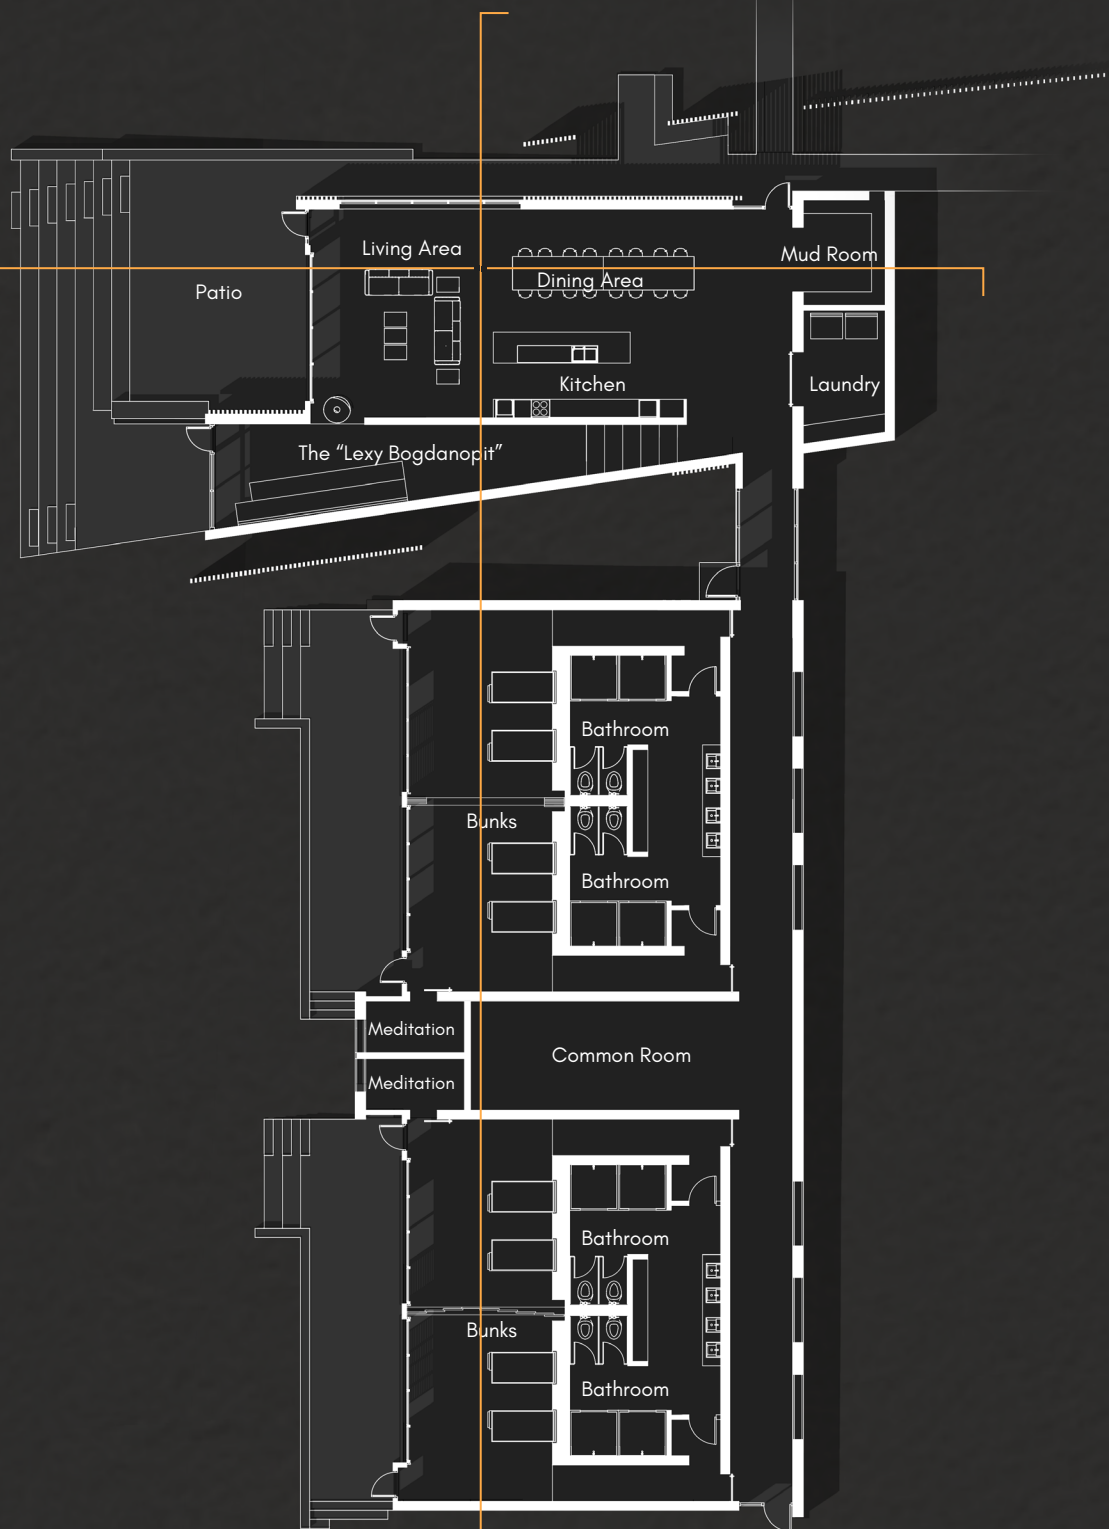 Living Area
Mud Room
Dining Area
Patio
Kitchen
Laundry
The “Lexy Bogdanopit”
Bathroom
Bunks
Bathroom
Meditation
Common Room
Meditation
Bathroom
Bunks
Bathroom